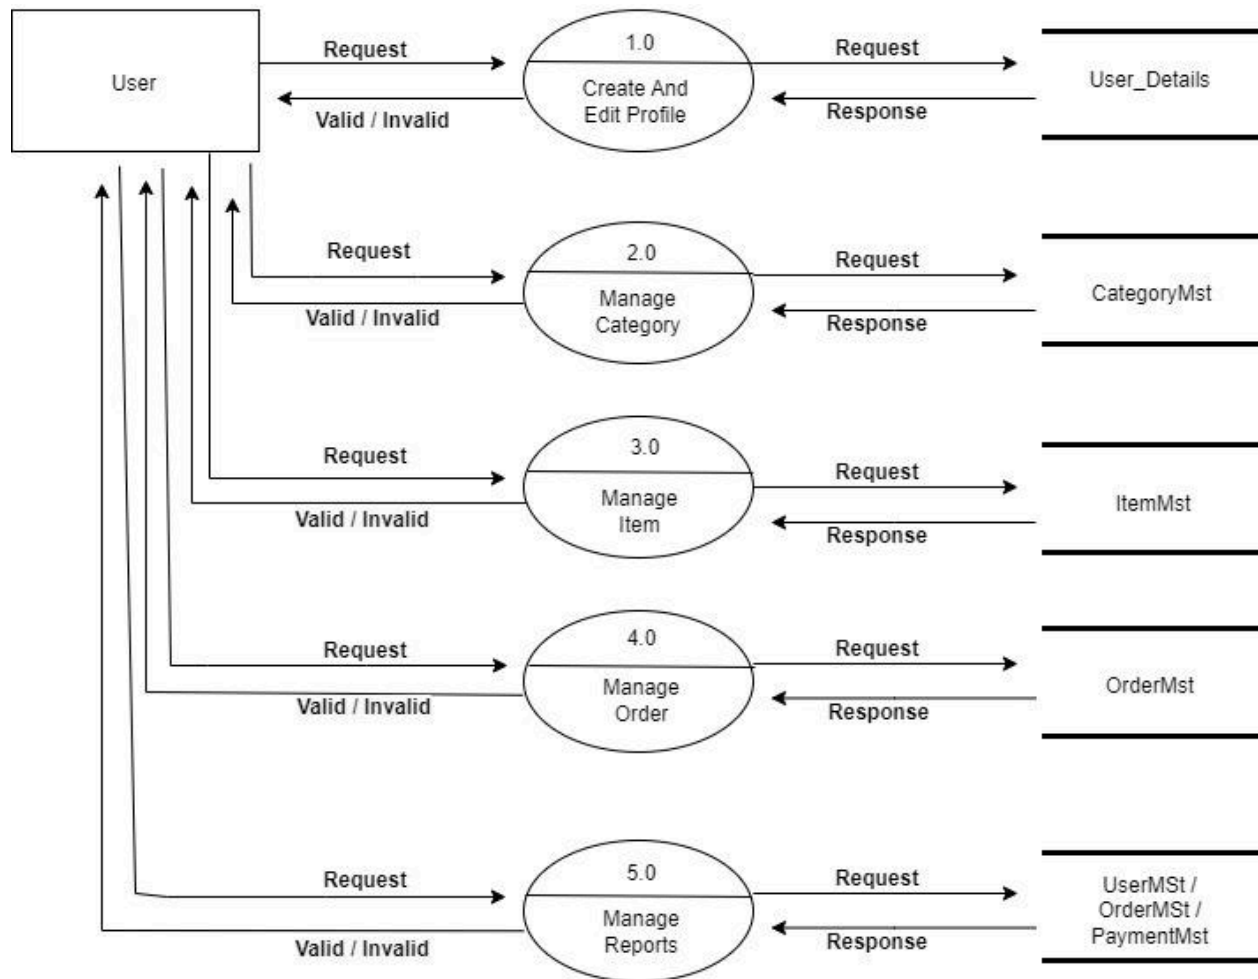 Request
1.0
Request
User
Create And
Edit Profile
User_Details
Valid / Invalid
Response
Request
2.0
Request
Manage
Category
CategoryMst
Valid / Invalid
Response
Request
3.0
Request
Manage
Item
ItemMst
Valid / Invalid
Response
Request
4.0
Request
Manage
Order
OrderMst
Valid / Invalid
Response
Request
5.0
Request
Manage
Reports
UserMSt /
OrderMSt /
PaymentMst
Valid / Invalid
Response